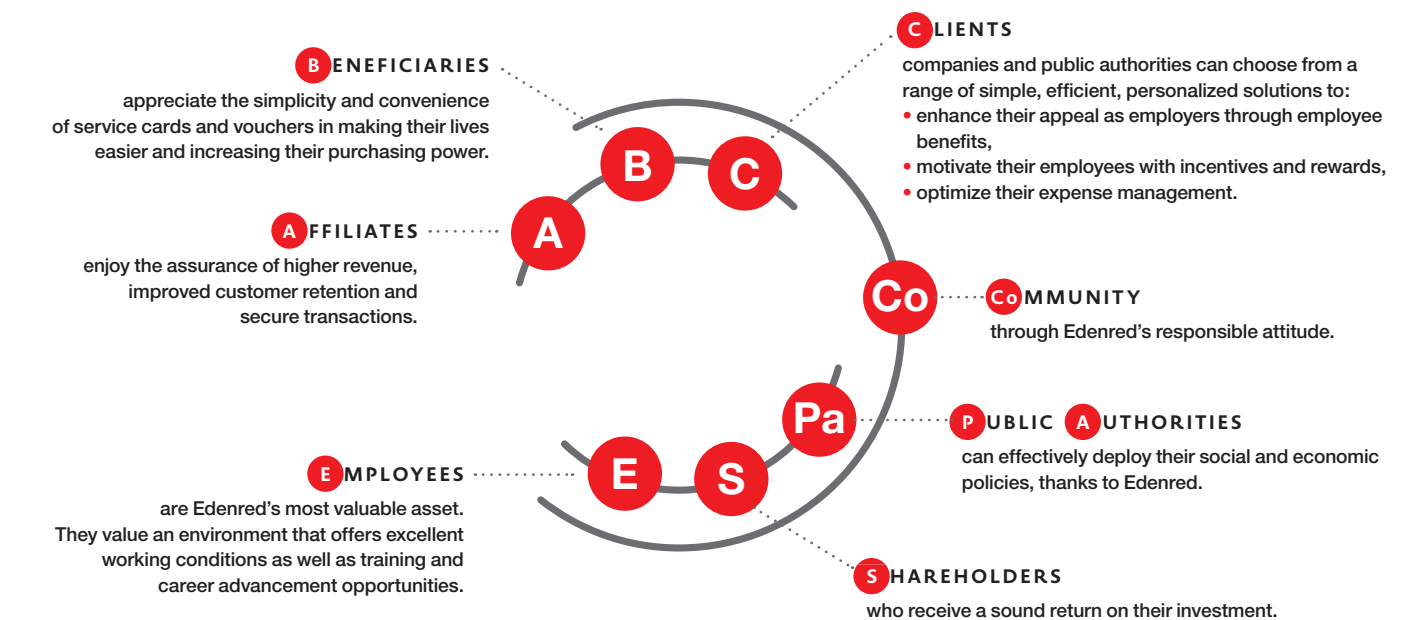 BENEFICIARIES
appreciate the simplicity and convenience
of service cards and vouchers in making their lives
easier and increasing their purchasing power.
AFFILIATES
enjoy the assurance of higher revenue,
improved customer retention and
secure transactions.
EMPLOYEES
are Edenred's most valuable asset.
They value an environment that offers excellent
working conditions as well as training and
career advancement opportunities.
A
B
C
Co
Pa
S
E
CLIENTS
companies and public authorities can choose from a
range of simple, efficient, personalized solutions to:
• enhance their appeal as employers through employee
benefits,
• motivate their employees with incentives and rewards,
• optimize their expense management.
CoMMUNITY
through Edenred's responsible attitude.
PUBLIC AUTHORITIES
can effectively deploy their social and economic
policies, thanks to Edenred.
SHAREHOLDERS
who receive a sound return on their investment.